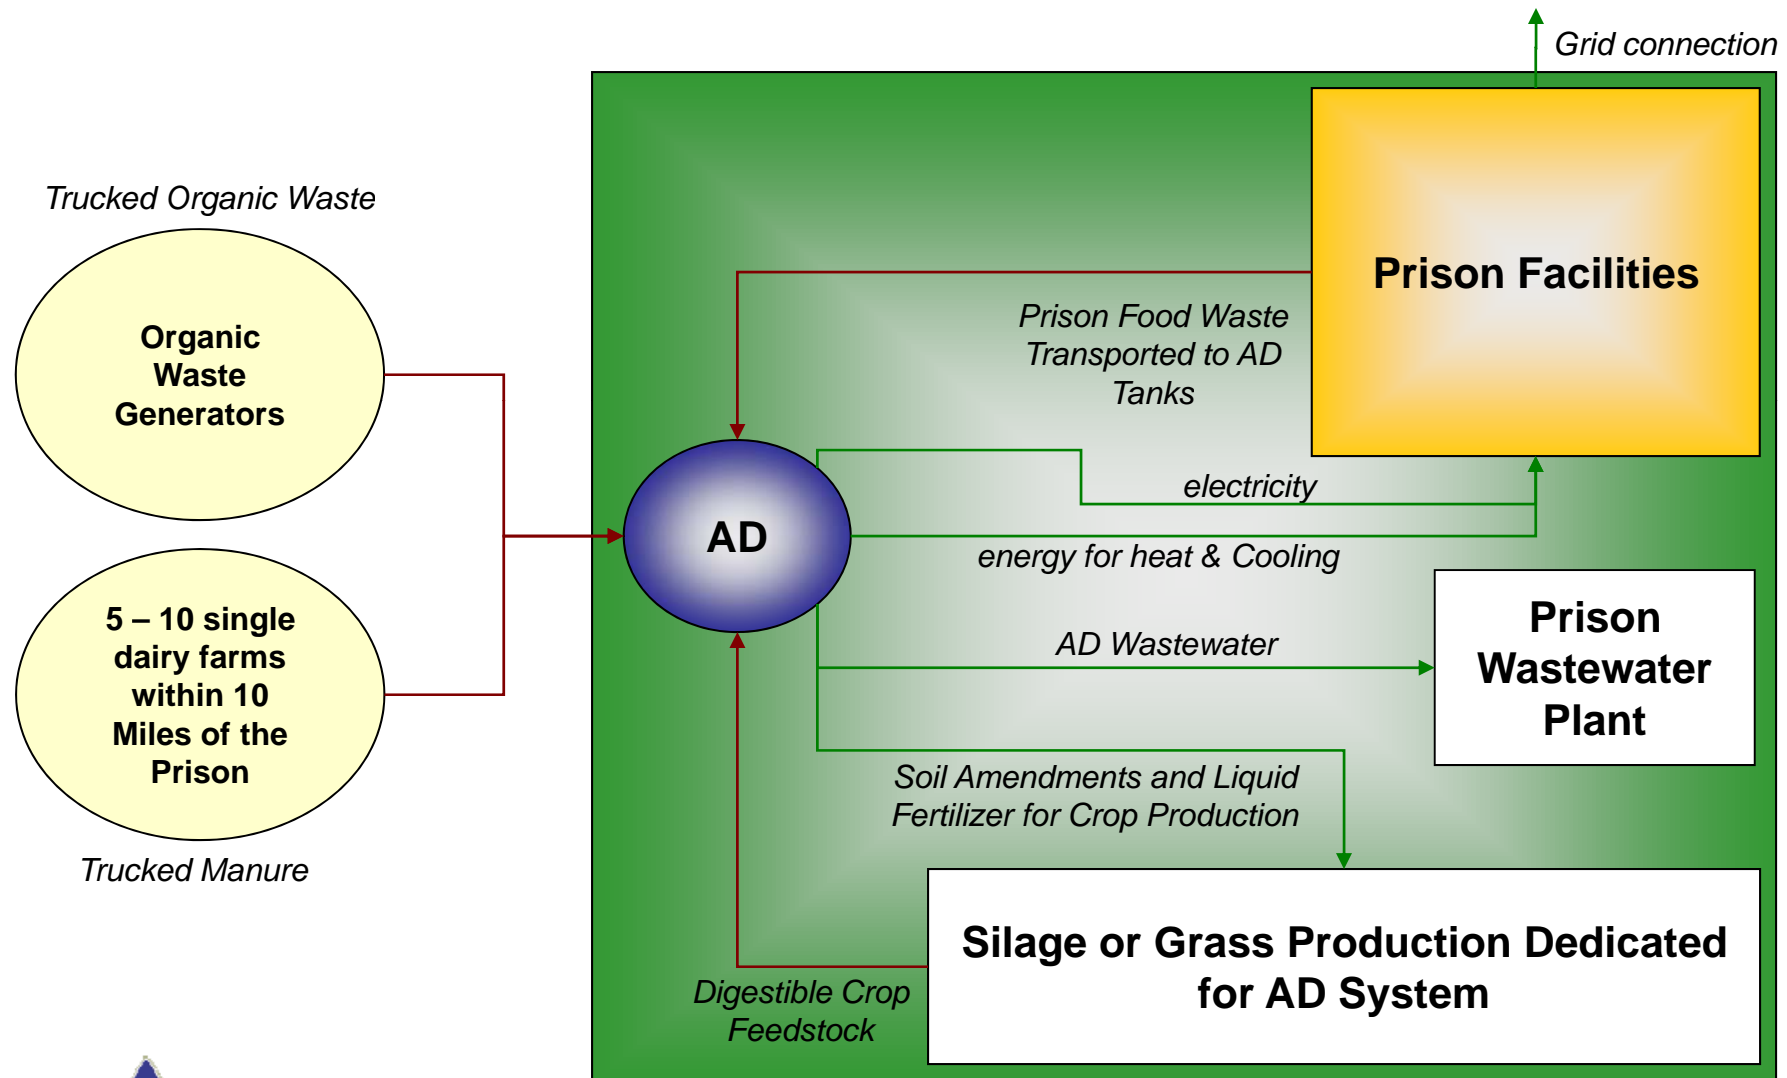 Grid connection
Trucked Organic Waste
Organic
Waste
Generators
Prison Facilities
Prison Food Waste
Transported to AD
Tanks
electricity
AD
energy for heat & Cooling
5 – 10 single
dairy farms
within 10
Miles of the
Prison
AD Wastewater
Prison
Wastewater
Plant
Soil Amendments and Liquid
Fertilizer for Crop Production
Trucked Manure
Silage or Grass Production Dedicated
for AD System
Digestible Crop
Feedstock